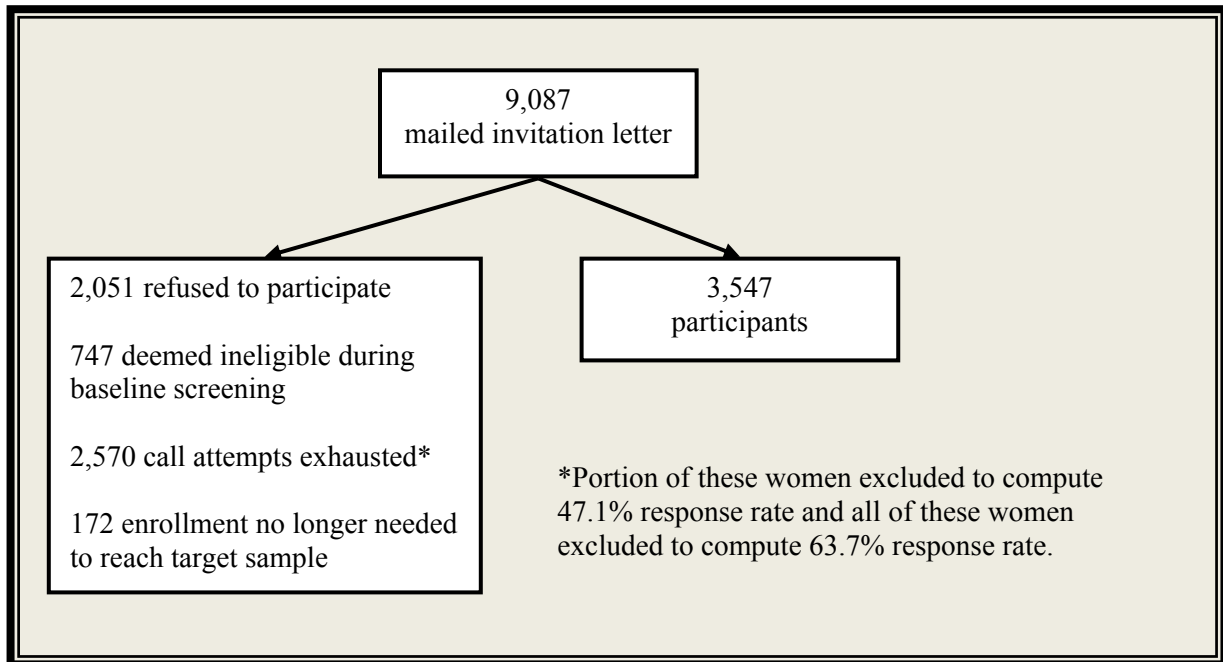 9,087
mailed invitation letter
2,051 refused to participate
747 deemed ineligible during
baseline screening
2,570 call attempts exhausted*
172 enrollment no longer needed
to reach target sample
3,547
participants
*Portion of these women excluded to compute
47.1% response rate and all of these women
excluded to compute 63.7% response rate.